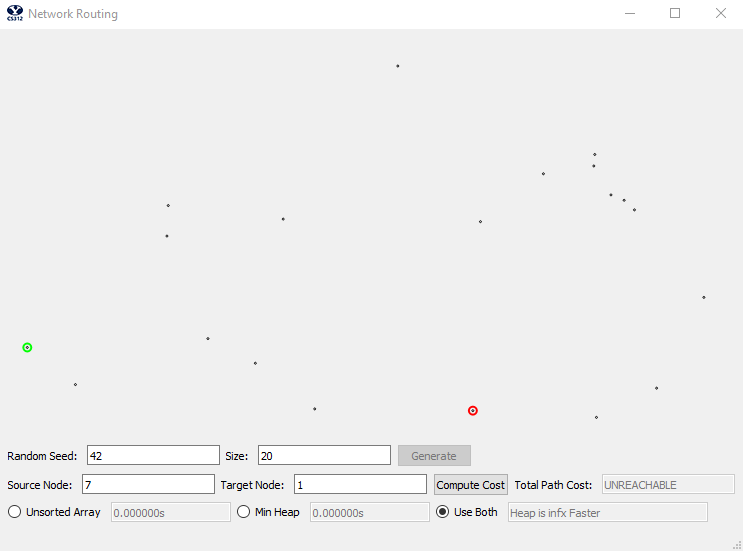 CS312 Network Routing
Random Seed: 42 Size: 20 Generate
Source Node: 7 Target Node: 1 Compute Cost Total Path Cost: UNREACHABLE
Unsorted Array 0.000000s Min Heap 0.000000s Use Both Heap is infx Faster